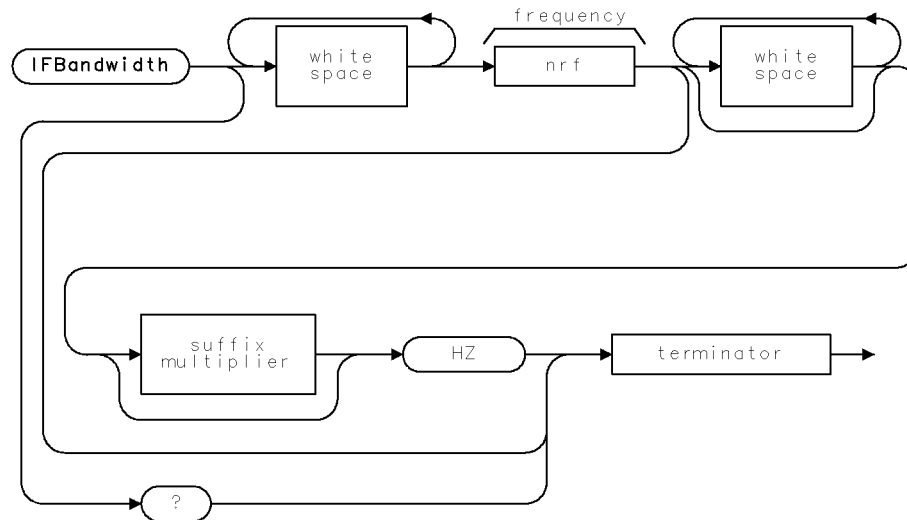 frequency
IFBandwidth
white
space
nrf
white
space
suffix
multiplier
HZ
terminator
?